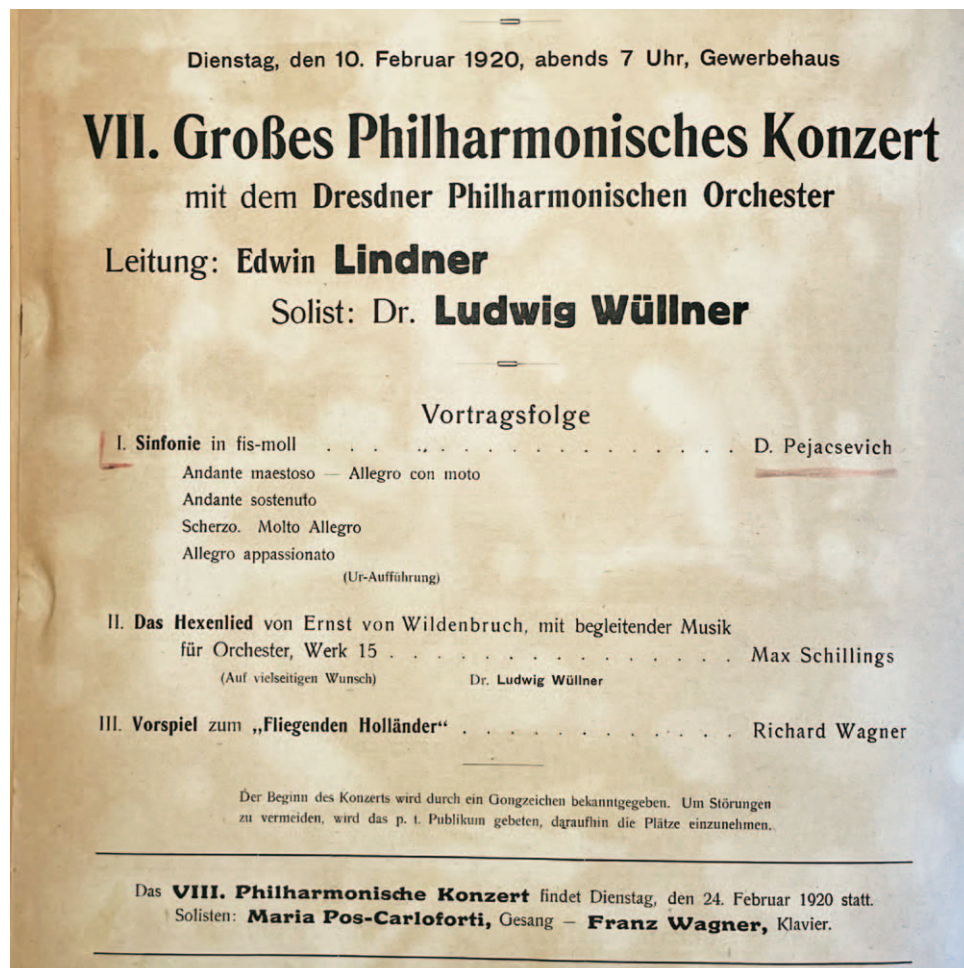 Dienstag, den 10. Februar 1920, abends 7 Uhr, Gewerbehaus
VII. Großes Philharmonisches Konzert
mit dem Dresdner Philharmonischen Orchester
Leitung: Edwin Lindner
Solist: Dr. Ludwig Wüllner
Vortragsfolge
I. Sinfonie in fis-moll . . . . . . . . . . . . . . . . . D. Pejacsevich
Andante maestoso — Allegro con moto
Andante sostenuto
Scherzo. Molto Allegro
Allegro appassionato
(Ur-Aufführung)
II. Das Hexenlied von Ernst von Wildenbruch, mit begleitender Musik
für Orchester, Werk 15 . . . . . . . . . . . . . . . Max Schillings
(Auf vielseitigen Wunsch) Dr. Ludwig Wüllner
III. Vorspiel zum „Fliegenden Holländer“ . . . . . . . . . . . . Richard Wagner
Der Beginn des Konzerts wird durch ein Gongzeichen bekanntgegeben. Um Störungen
zu vermeiden, wird das p. t. Publikum gebeten, daraufhin die Plätze einzunehmen.
Das VIII. Philharmonische Konzert findet Dienstag, den 24. Februar 1920 statt.
Solisten: Maria Pos-Carloforti, Gesang — Franz Wagner, Klavier.